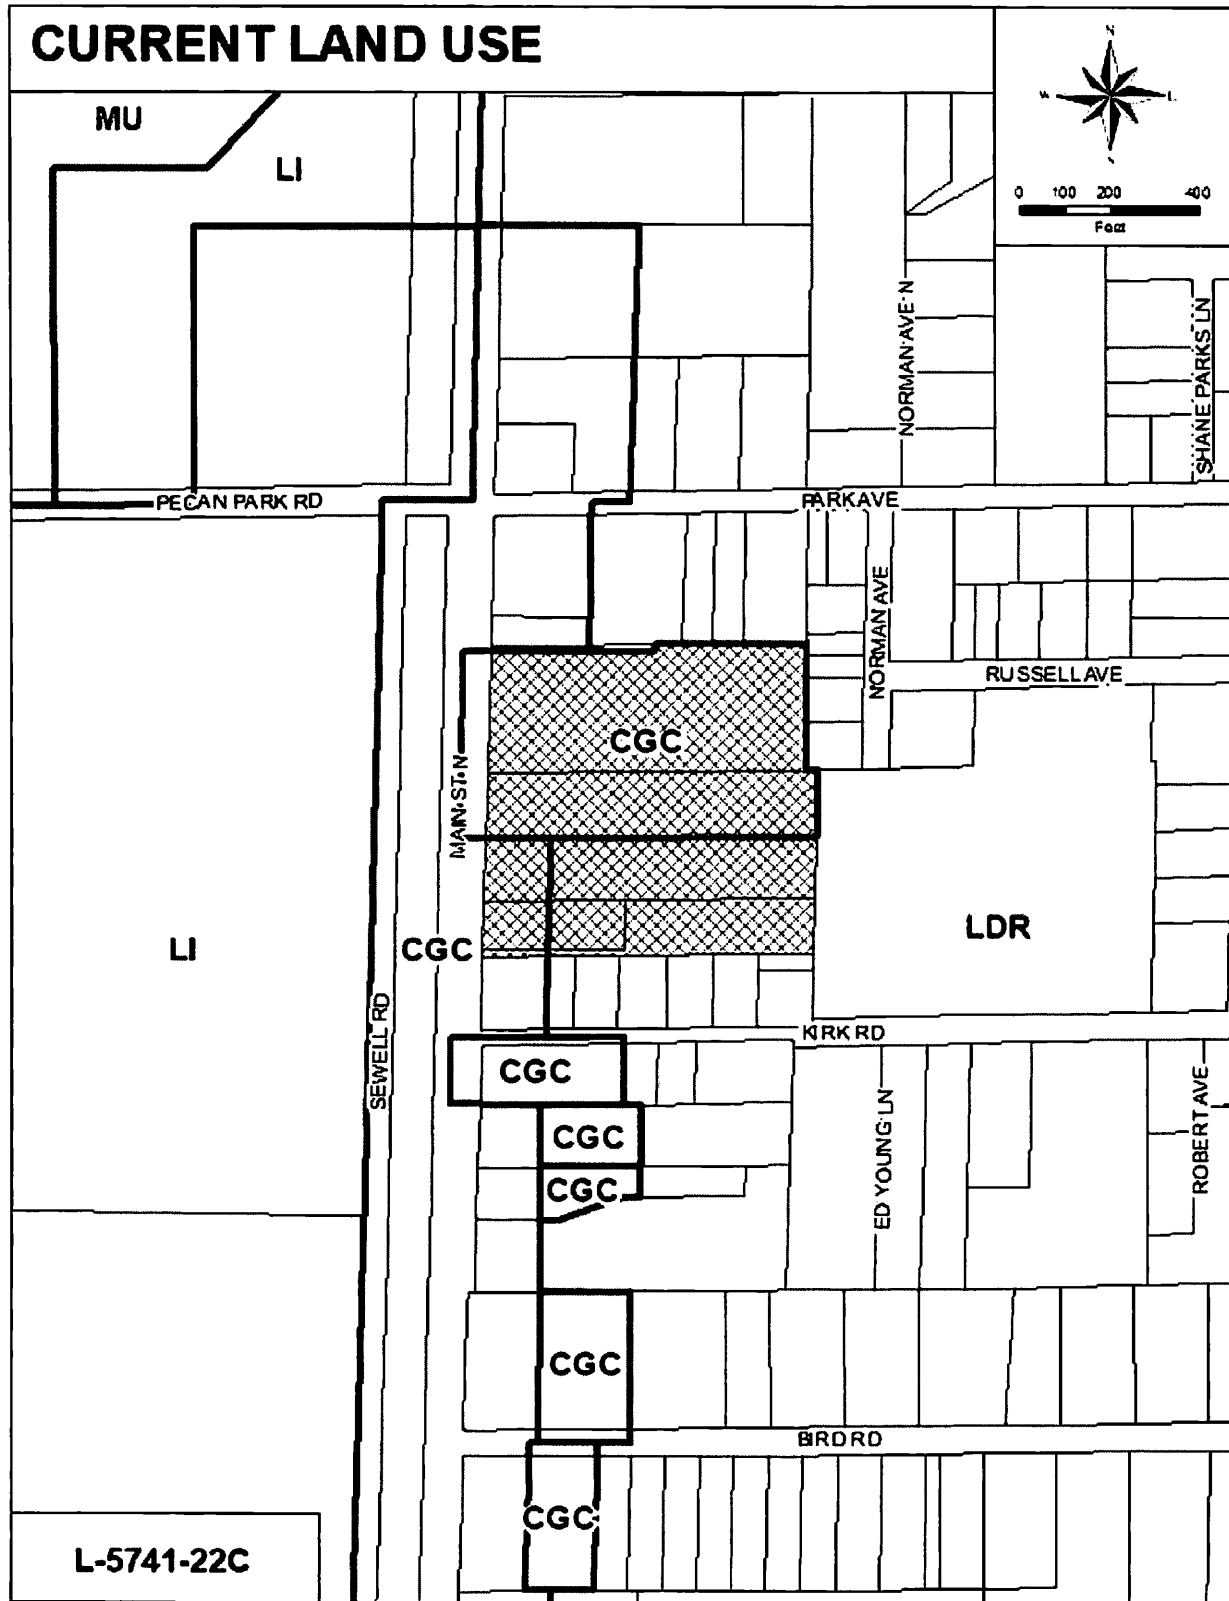 CURRENT LAND USE
N
W
0 100 200 400
Feet
MU
LI
NORMAN AVE N
SHANE PARKS LN
PECAN PARK RD
PARK AVE
NORMAN AVE
RUSSELL AVE
CGC
MAIN ST N
LI
CGC
LDR
SEWELL RD
KIRK RD
CGC
CGC
CGC
ED YOUNG LN
ROBERT AVE
CGC
BIRD RD
CGC
L-5741-22C